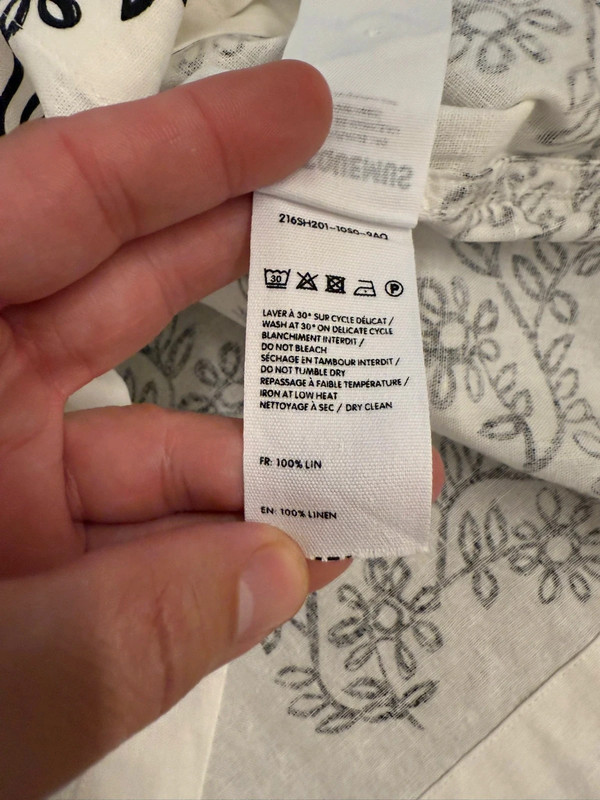 216SH201-1050-9AO
30
P
LAVER À 30° SUR CYCLE DÉLICAT /
WASH AT 30° ON DELICATE CYCLE
BLANCHIMENT INTERDIT /
DO NOT BLEACH
SÉCHAGE EN TAMBOUR INTERDIT /
DO NOT TUMBLE DRY
REPASSAGE À FAIBLE TEMPÉRATURE /
IRON AT LOW HEAT
NETTOYAGE À SEC / DRY CLEAN
FR: 100% LIN
EN: 100% LINEN